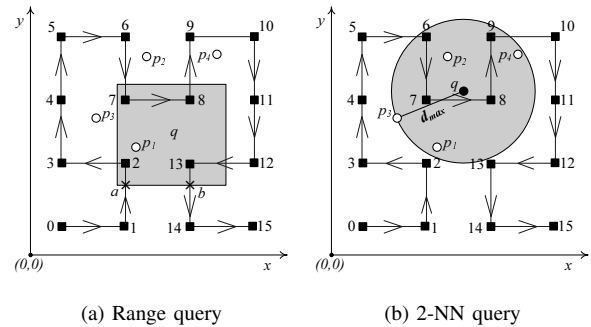 y
5 6 9 10
p2 p4
4 7 8 11
p3 q
p1
3 2 13 12
a b
0 1 14 15
(0,0) x
(a) Range query
y
5 6 9 10
p2 p4
q
4 7 8 11
p3 dmax
p1
3 2 13 12
0 1 14 15
(0,0) x
(b) 2-NN query